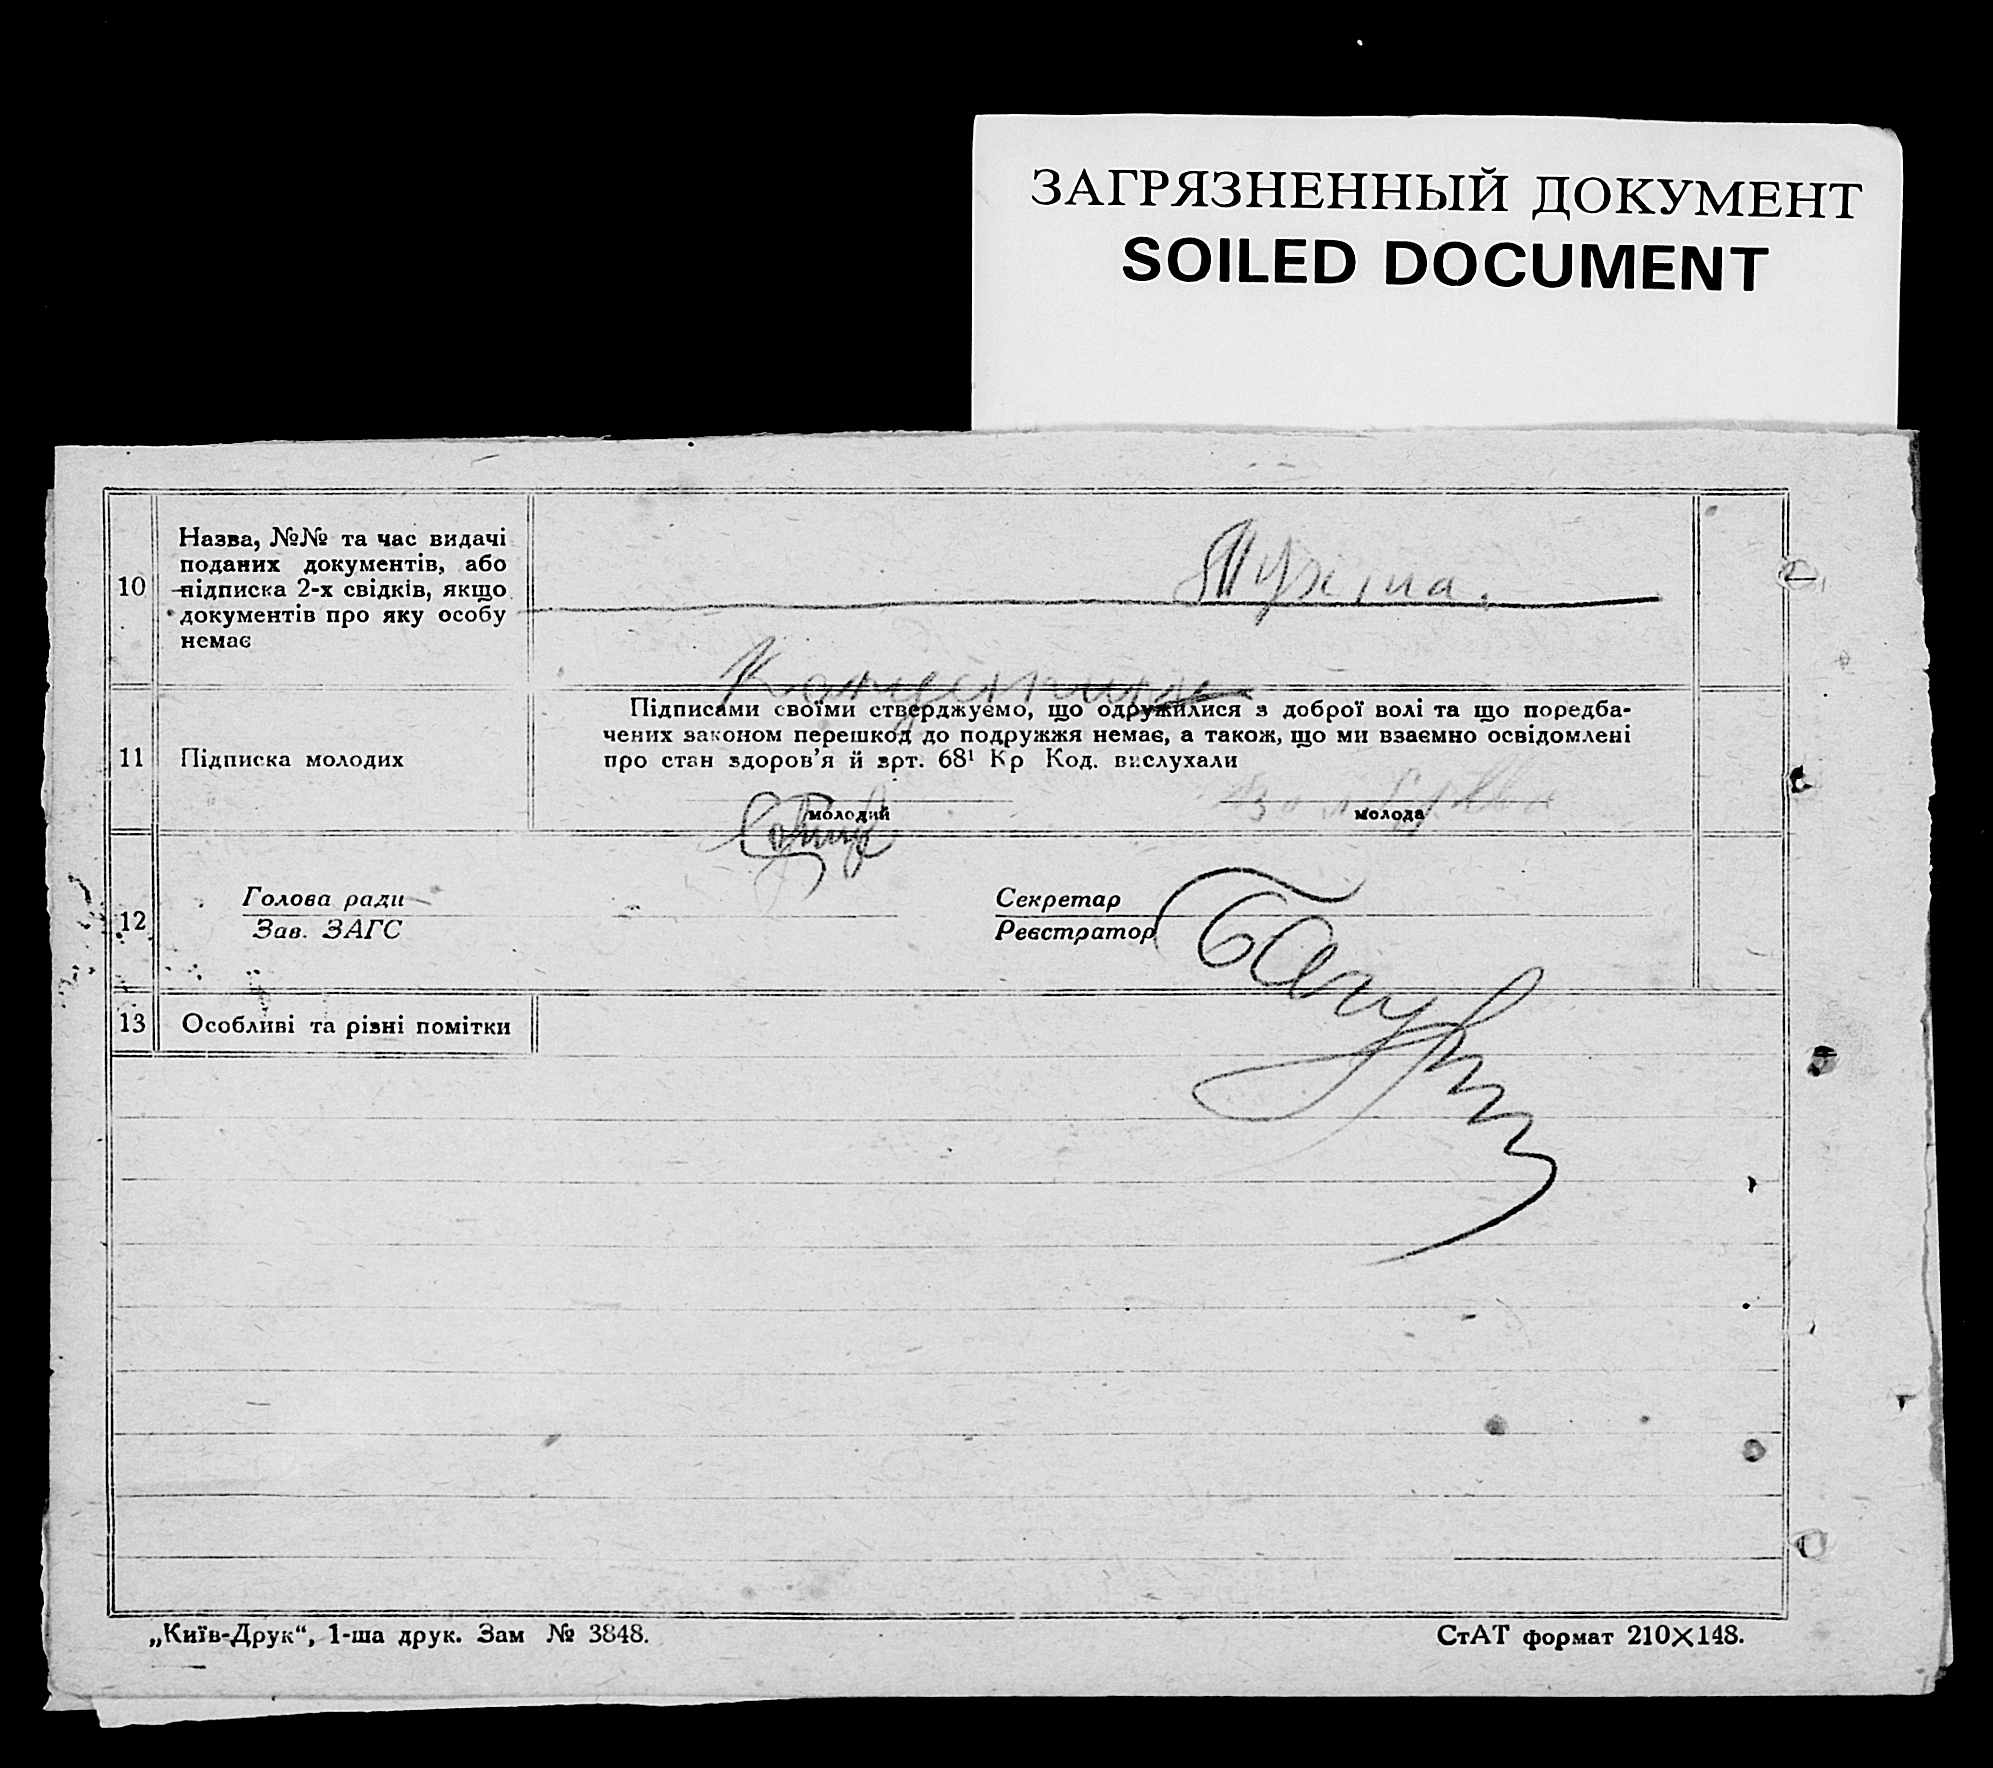 ЗАГРЯЗНЕННЫЙ ДОКУМЕНТ
SOILED DOCUMENT
10
Назва, №№ та час видачі
поданих документів, або
підписка 2-х свідків, якщо
документів про яку особу
немає
11
Підписка молодих
Підписами своїми стверджуємо, що одружилися з доброї волі та що передба-
чених законом перешкод до подружжя немає, а також, що ми взаємно освідомлені
про стан здоров'я й арт. 68¹ Кр Код. вислухали
молодий
молода
12
Голова ради
Зав. ЗАГС
Секретар
Реєстратор
13
Особливі та різні помітки
„Київ-Друк“, 1-ша друк. Зам № 3848.
СтАТ формат 210×148.